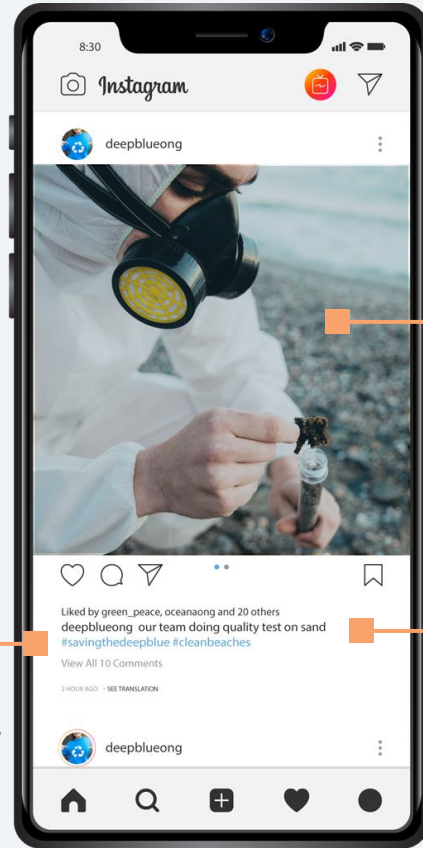 8:30
Instagram
deepblueong
Liked by green_peace, oceanaong and 20 others
deepblueong our team doing quality test on sand
#savingthedeepblue #cleanbeaches
View All 10 Comments
2 HOUR AGO · SEE TRANSLATION
deepblueong